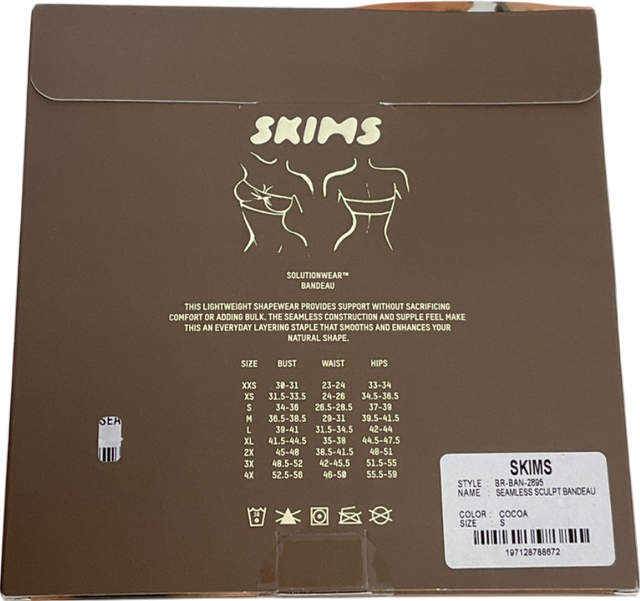 SKIMS
SOLUTIONWEAR™
BANDEAU
THIS LIGHTWEIGHT SHAPEWEAR PROVIDES SUPPORT WITHOUT SACRIFICING
COMFORT OR ADDING BULK. THE SEAMLESS CONSTRUCTION AND SUPPLE FEEL MAKE
THIS AN EVERYDAY LAYERING STAPLE THAT SMOOTHS AND ENHANCES YOUR
NATURAL SHAPE.
SIZE BUST WAIST HIPS
XXS 30-31 23-24 33-34
XS 31.5-33.5 24-26 34.5-36.5
S 34-36 26.5-28.5 37-39
M 36.5-38.5 29-31 39.5-41.5
L 39-41 31.5-34.5 42-44
XL 41.5-44.5 35-38 44.5-47.5
2X 45-48 38.5-41.5 48-51
3X 48.5-52 42-45.5 51.5-55
4X 52.5-56 46-50 55.5-59
SEA
30
SKIMS
STYLE : BR-BAN-2895
NAME : SEAMLESS SCULPT BANDEAU
COLOR : COCOA
SIZE : S
197128788672